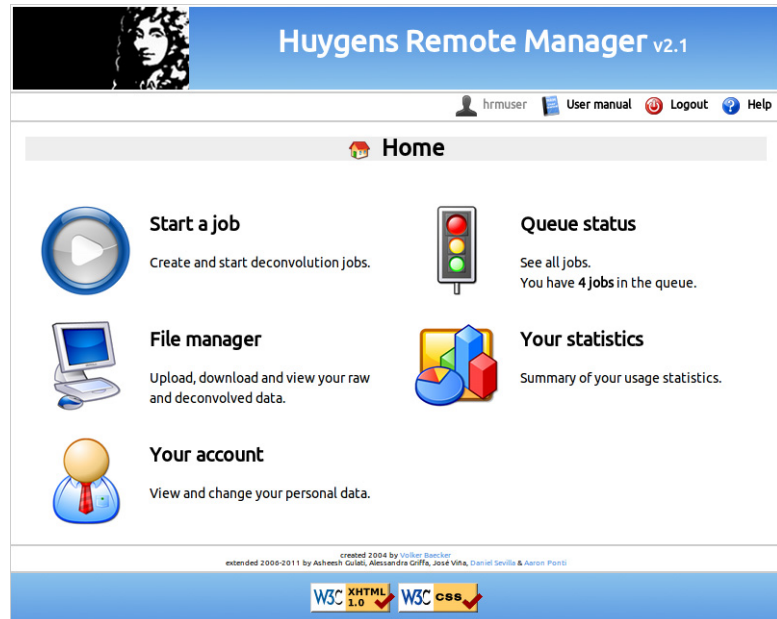 Huygens Remote Manager v2.1
hrmuser User manual Logout Help
Home
Start a job
Create and start deconvolution jobs.
Queue status
See all jobs.
You have 4 jobs in the queue.
File manager
Upload, download and view your raw
and deconvolved data.
Your statistics
Summary of your usage statistics.
Your account
View and change your personal data.
created 2004 by Volker Baecker
extended 2006-2011 by Asheesh Gulati, Alessandra Griffa, José Viña, Daniel Sevilla & Aaron Ponti
W3C XHTML 1.0
W3C css